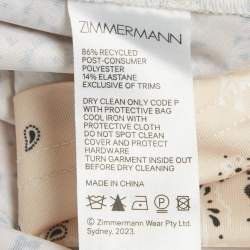 ZIMMERMANN
86% RECYCLED
POST-CONSUMER
POLYESTER
14% ELASTANE
EXCLUSIVE OF TRIMS
DRY CLEAN ONLY CODE P
WITH PROTECTIVE BAG
COOL IRON WITH
PROTECTIVE CLOTH
DO NOT SPOT CLEAN
COVER AND PROTECT
HARDWARE
TURN GARMENT INSIDE OUT
BEFORE DRY CLEANING
MADE IN CHINA
© Zimmermann Wear Pty Ltd.
Sydney, 2023.